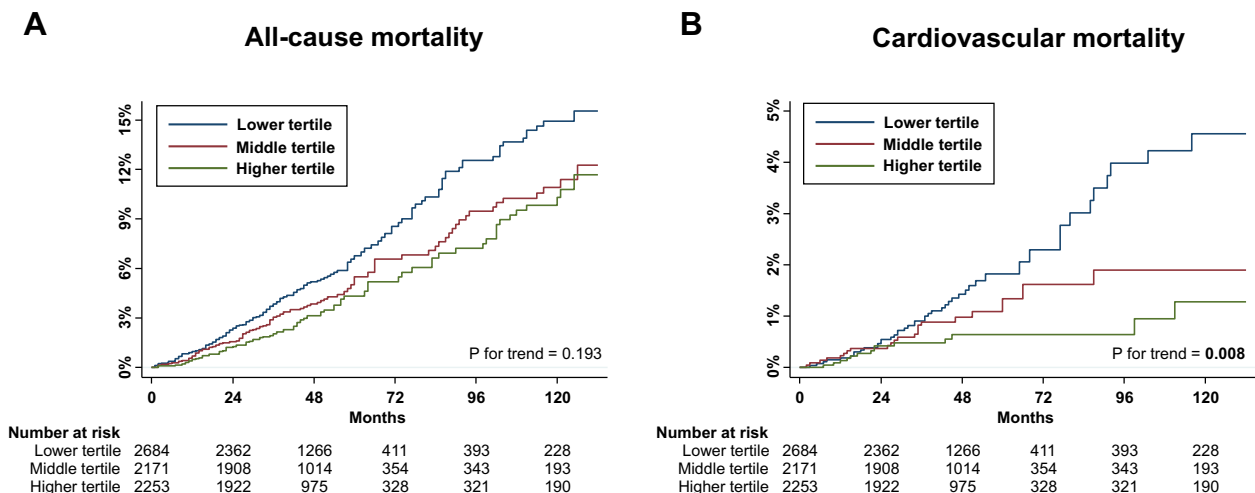 A
All-cause mortality
15%
12%
9%
6%
3%
0%
Lower tertile
Middle tertile
Higher tertile
P for trend = 0.193
0 24 48 72 96 120
Months
Number at risk
Lower tertile 2684 2362 1266 411 393 228
Middle tertile 2171 1908 1014 354 343 193
Higher tertile 2253 1922 975 328 321 190
B
Cardiovascular mortality
5%
4%
3%
2%
1%
0%
Lower tertile
Middle tertile
Higher tertile
P for trend = 0.008
0 24 48 72 96 120
Months
Number at risk
Lower tertile 2684 2362 1266 411 393 228
Middle tertile 2171 1908 1014 354 343 193
Higher tertile 2253 1922 975 328 321 190